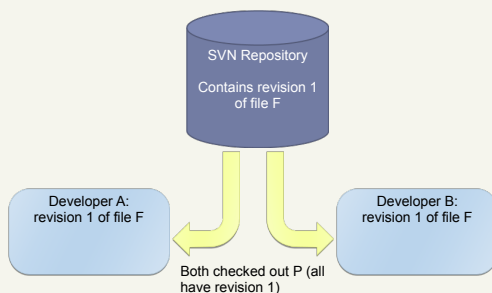 SVN Repository
Contains revision 1
of file F
Developer A:
revision 1 of file F
Developer B:
revision 1 of file F
Both checked out P (all
have revision 1)